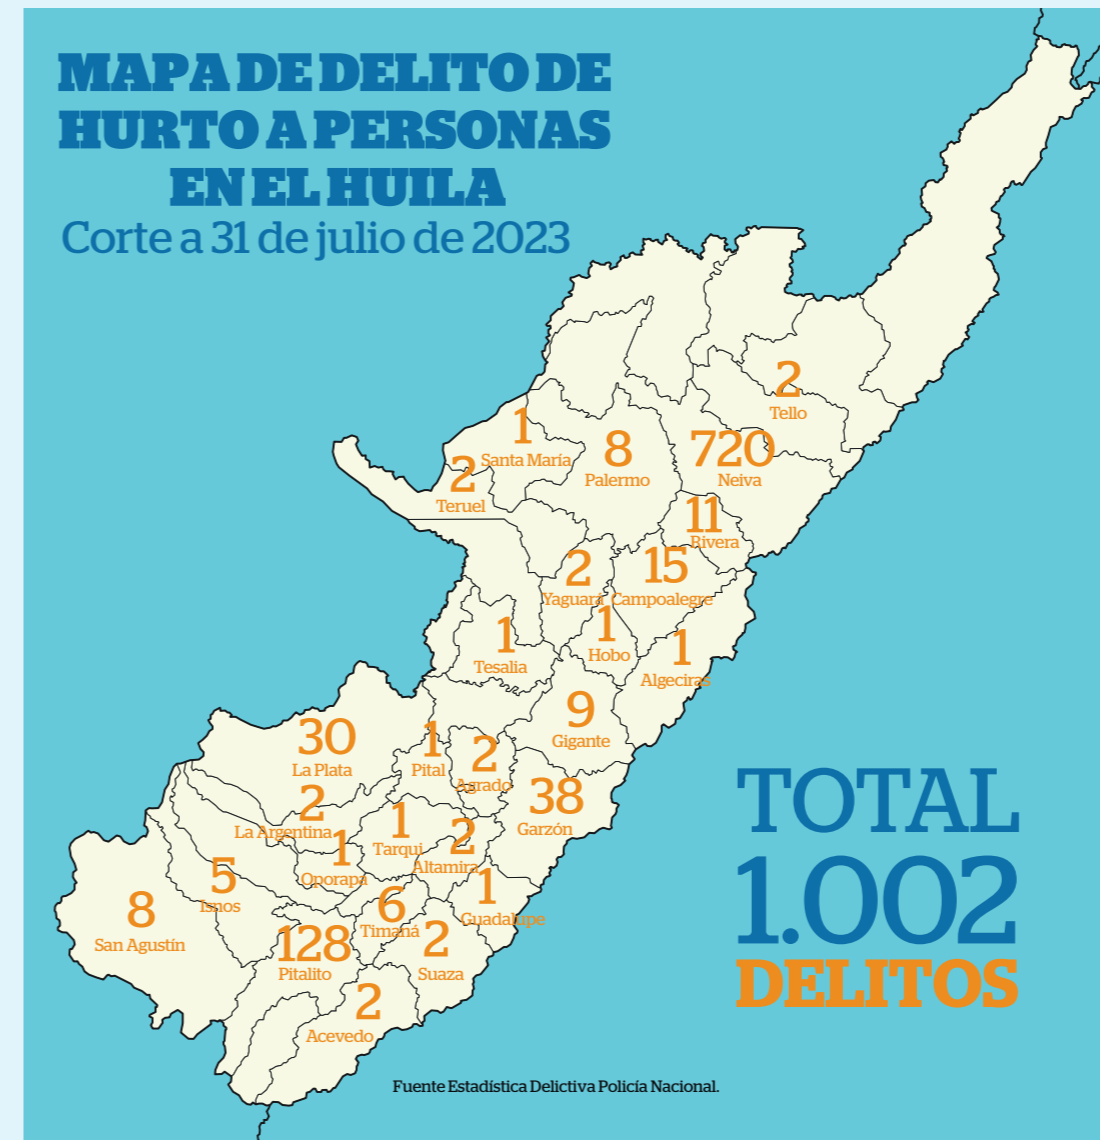 MAPA DE DELITO DE
HURTO A PERSONAS
EN EL HUILA
Corte a 31 de julio de 2023
2
Tello
1
Santa María
8
Palermo
720
Neiva
2
Teruel
11
Rivera
2
Yaguará
15
Campoalegre
1
Tesalia
1
Hobo
1
Algeciras
9
Gigante
30
La Plata
1
Pital
2
Agrado
38
Garzón
2
La Argentina
1
Tarqui
2
Altamira
1
Oporapa
5
Isnos
1
Guadalupe
8
San Agustín
6
Timaná
128
Pitalito
2
Suaza
2
Acevedo
TOTAL
1.002
DELITOS
Fuente Estadística Delictiva Policía Nacional.